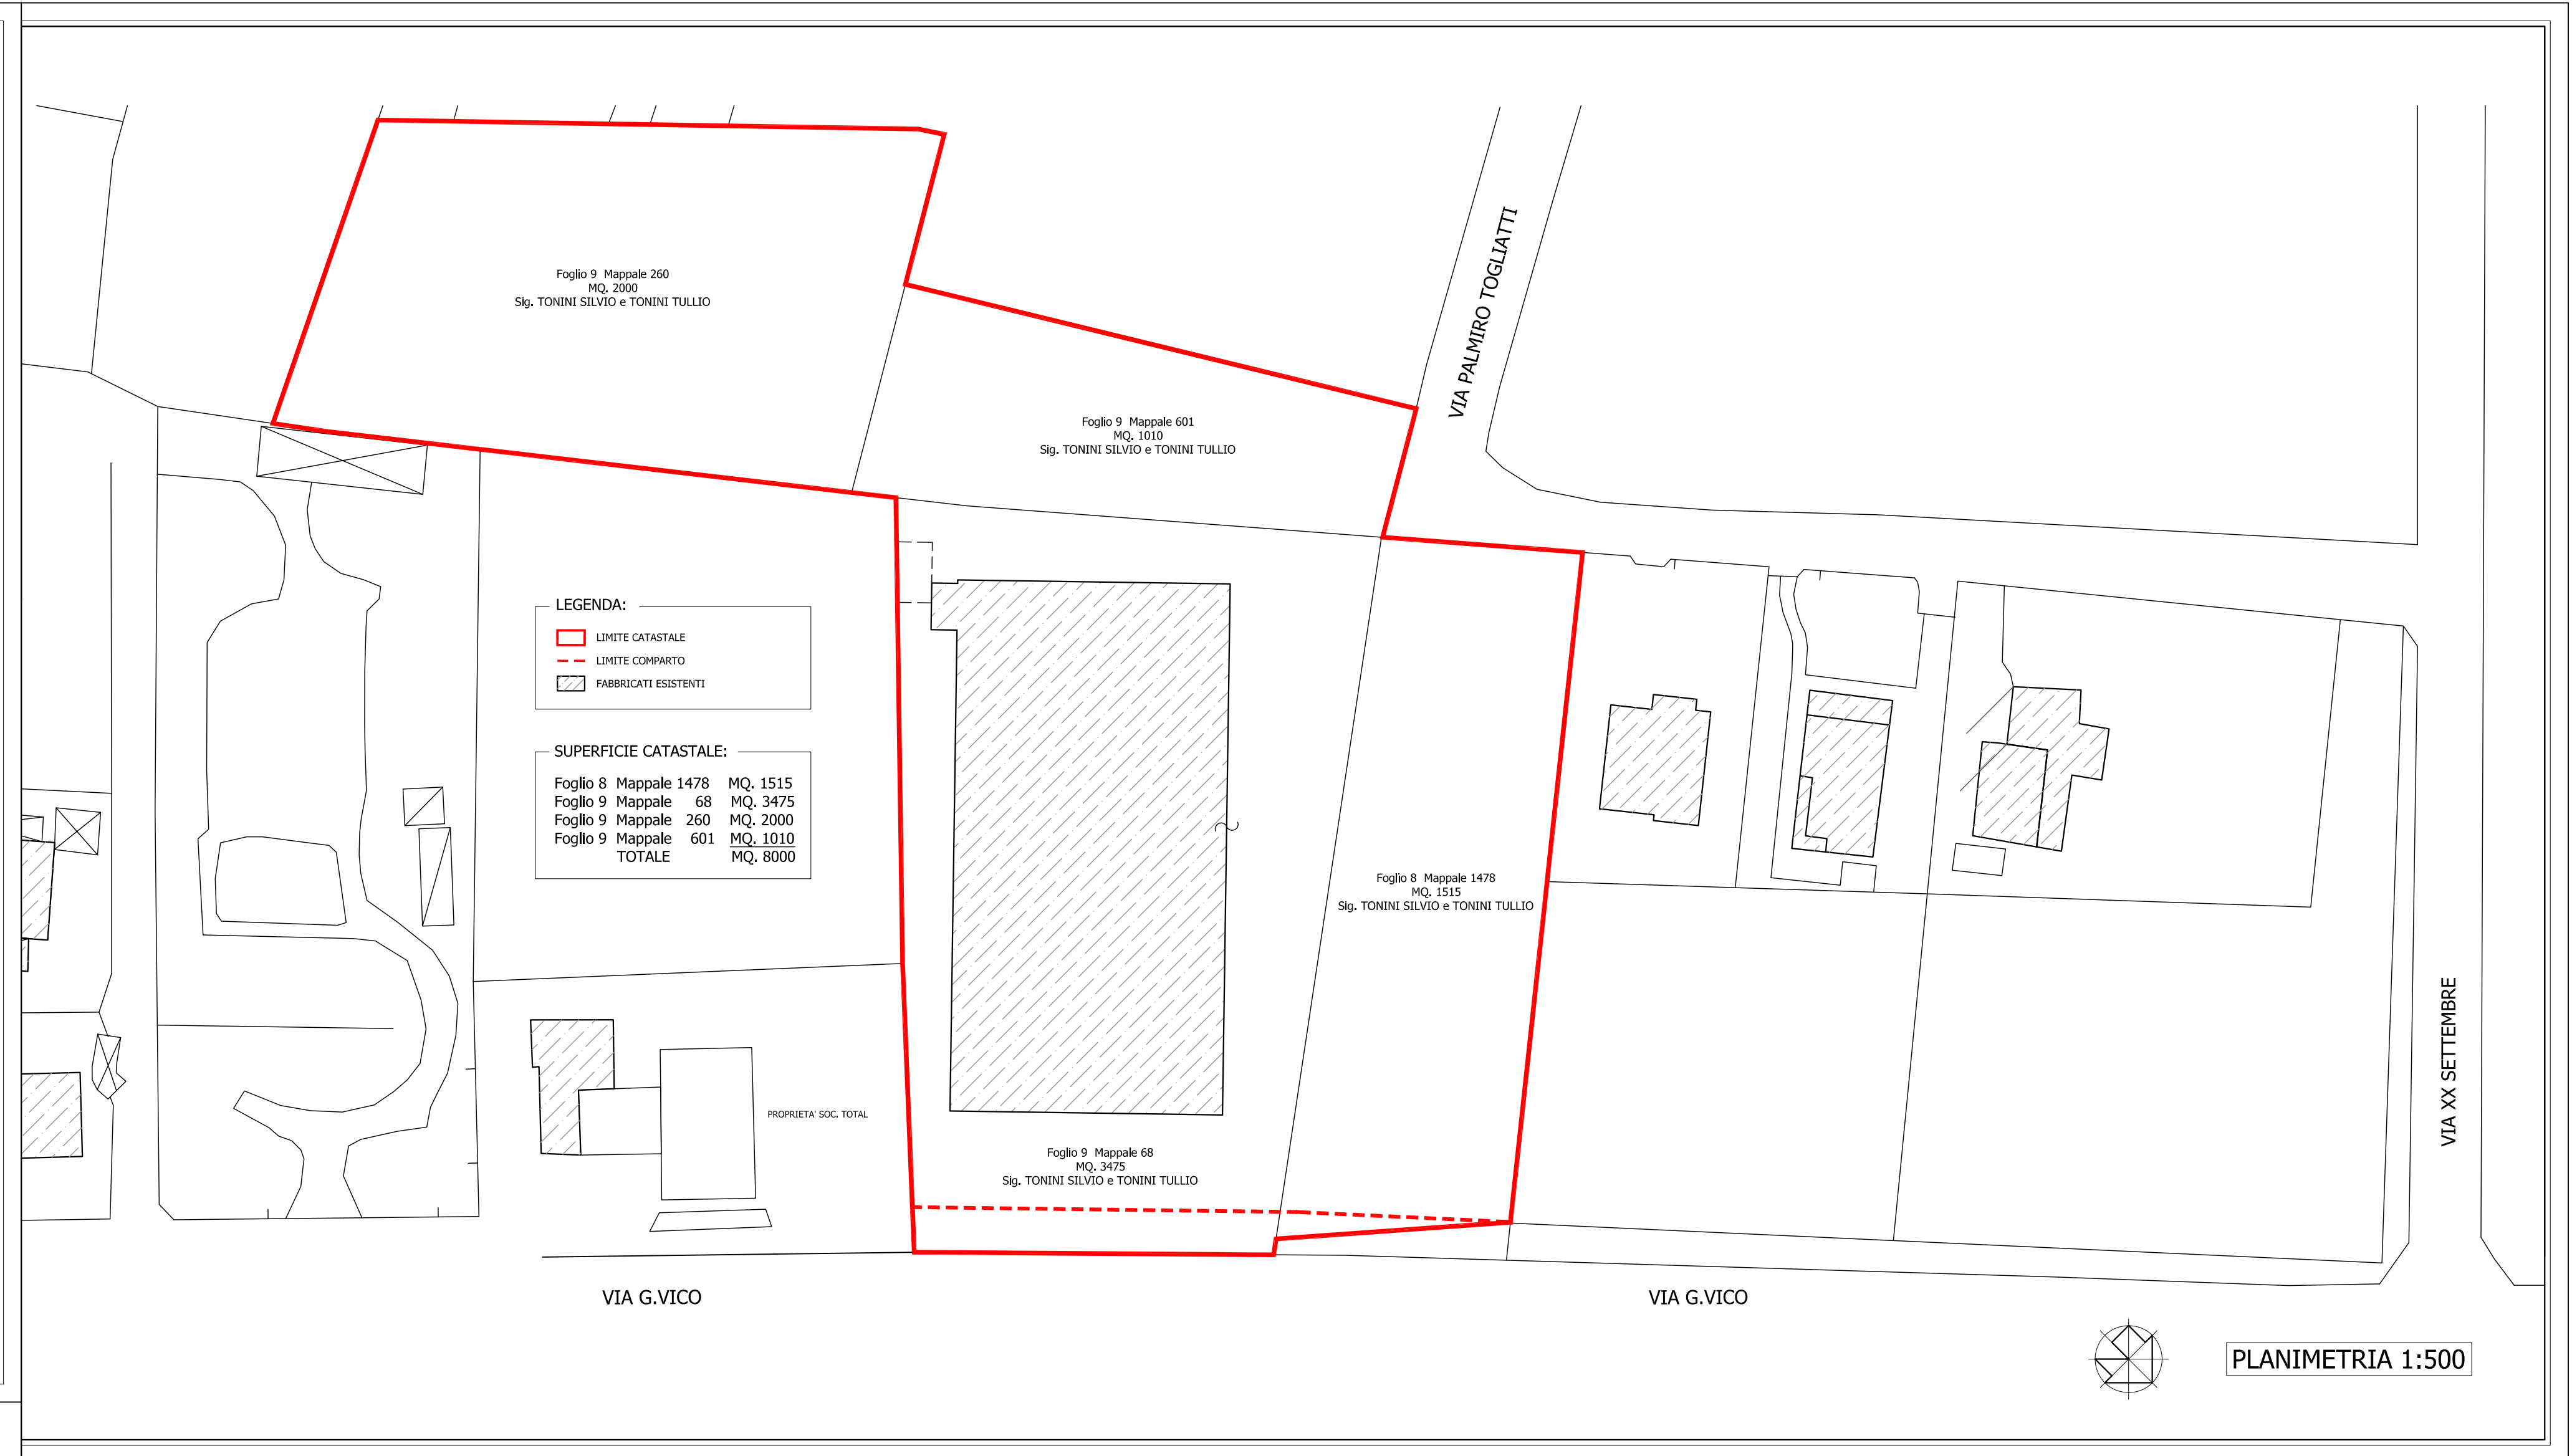 Foglio 9 Mappale 260
MQ. 2000
Sig. TONINI SILVIO e TONINI TULLIO
VIA PALMIRO TOGLIATTI
Foglio 9 Mappale 601
MQ. 1010
Sig. TONINI SILVIO e TONINI TULLIO
LEGENDA:
LIMITE CATASTALE
LIMITE COMPARTO
FABBRICATI ESISTENTI
SUPERFICIE CATASTALE:
Foglio 8 Mappale 1478 MQ. 1515
Foglio 9 Mappale 68 MQ. 3475
Foglio 9 Mappale 260 MQ. 2000
Foglio 9 Mappale 601 MQ. 1010
TOTALE MQ. 8000
Foglio 8 Mappale 1478
MQ. 1515
Sig. TONINI SILVIO e TONINI TULLIO
VIA XX SETTEMBRE
PROPRIETA' SOC. TOTAL
Foglio 9 Mappale 68
MQ. 3475
Sig. TONINI SILVIO e TONINI TULLIO
VIA G.VICO
VIA G.VICO
PLANIMETRIA 1:500